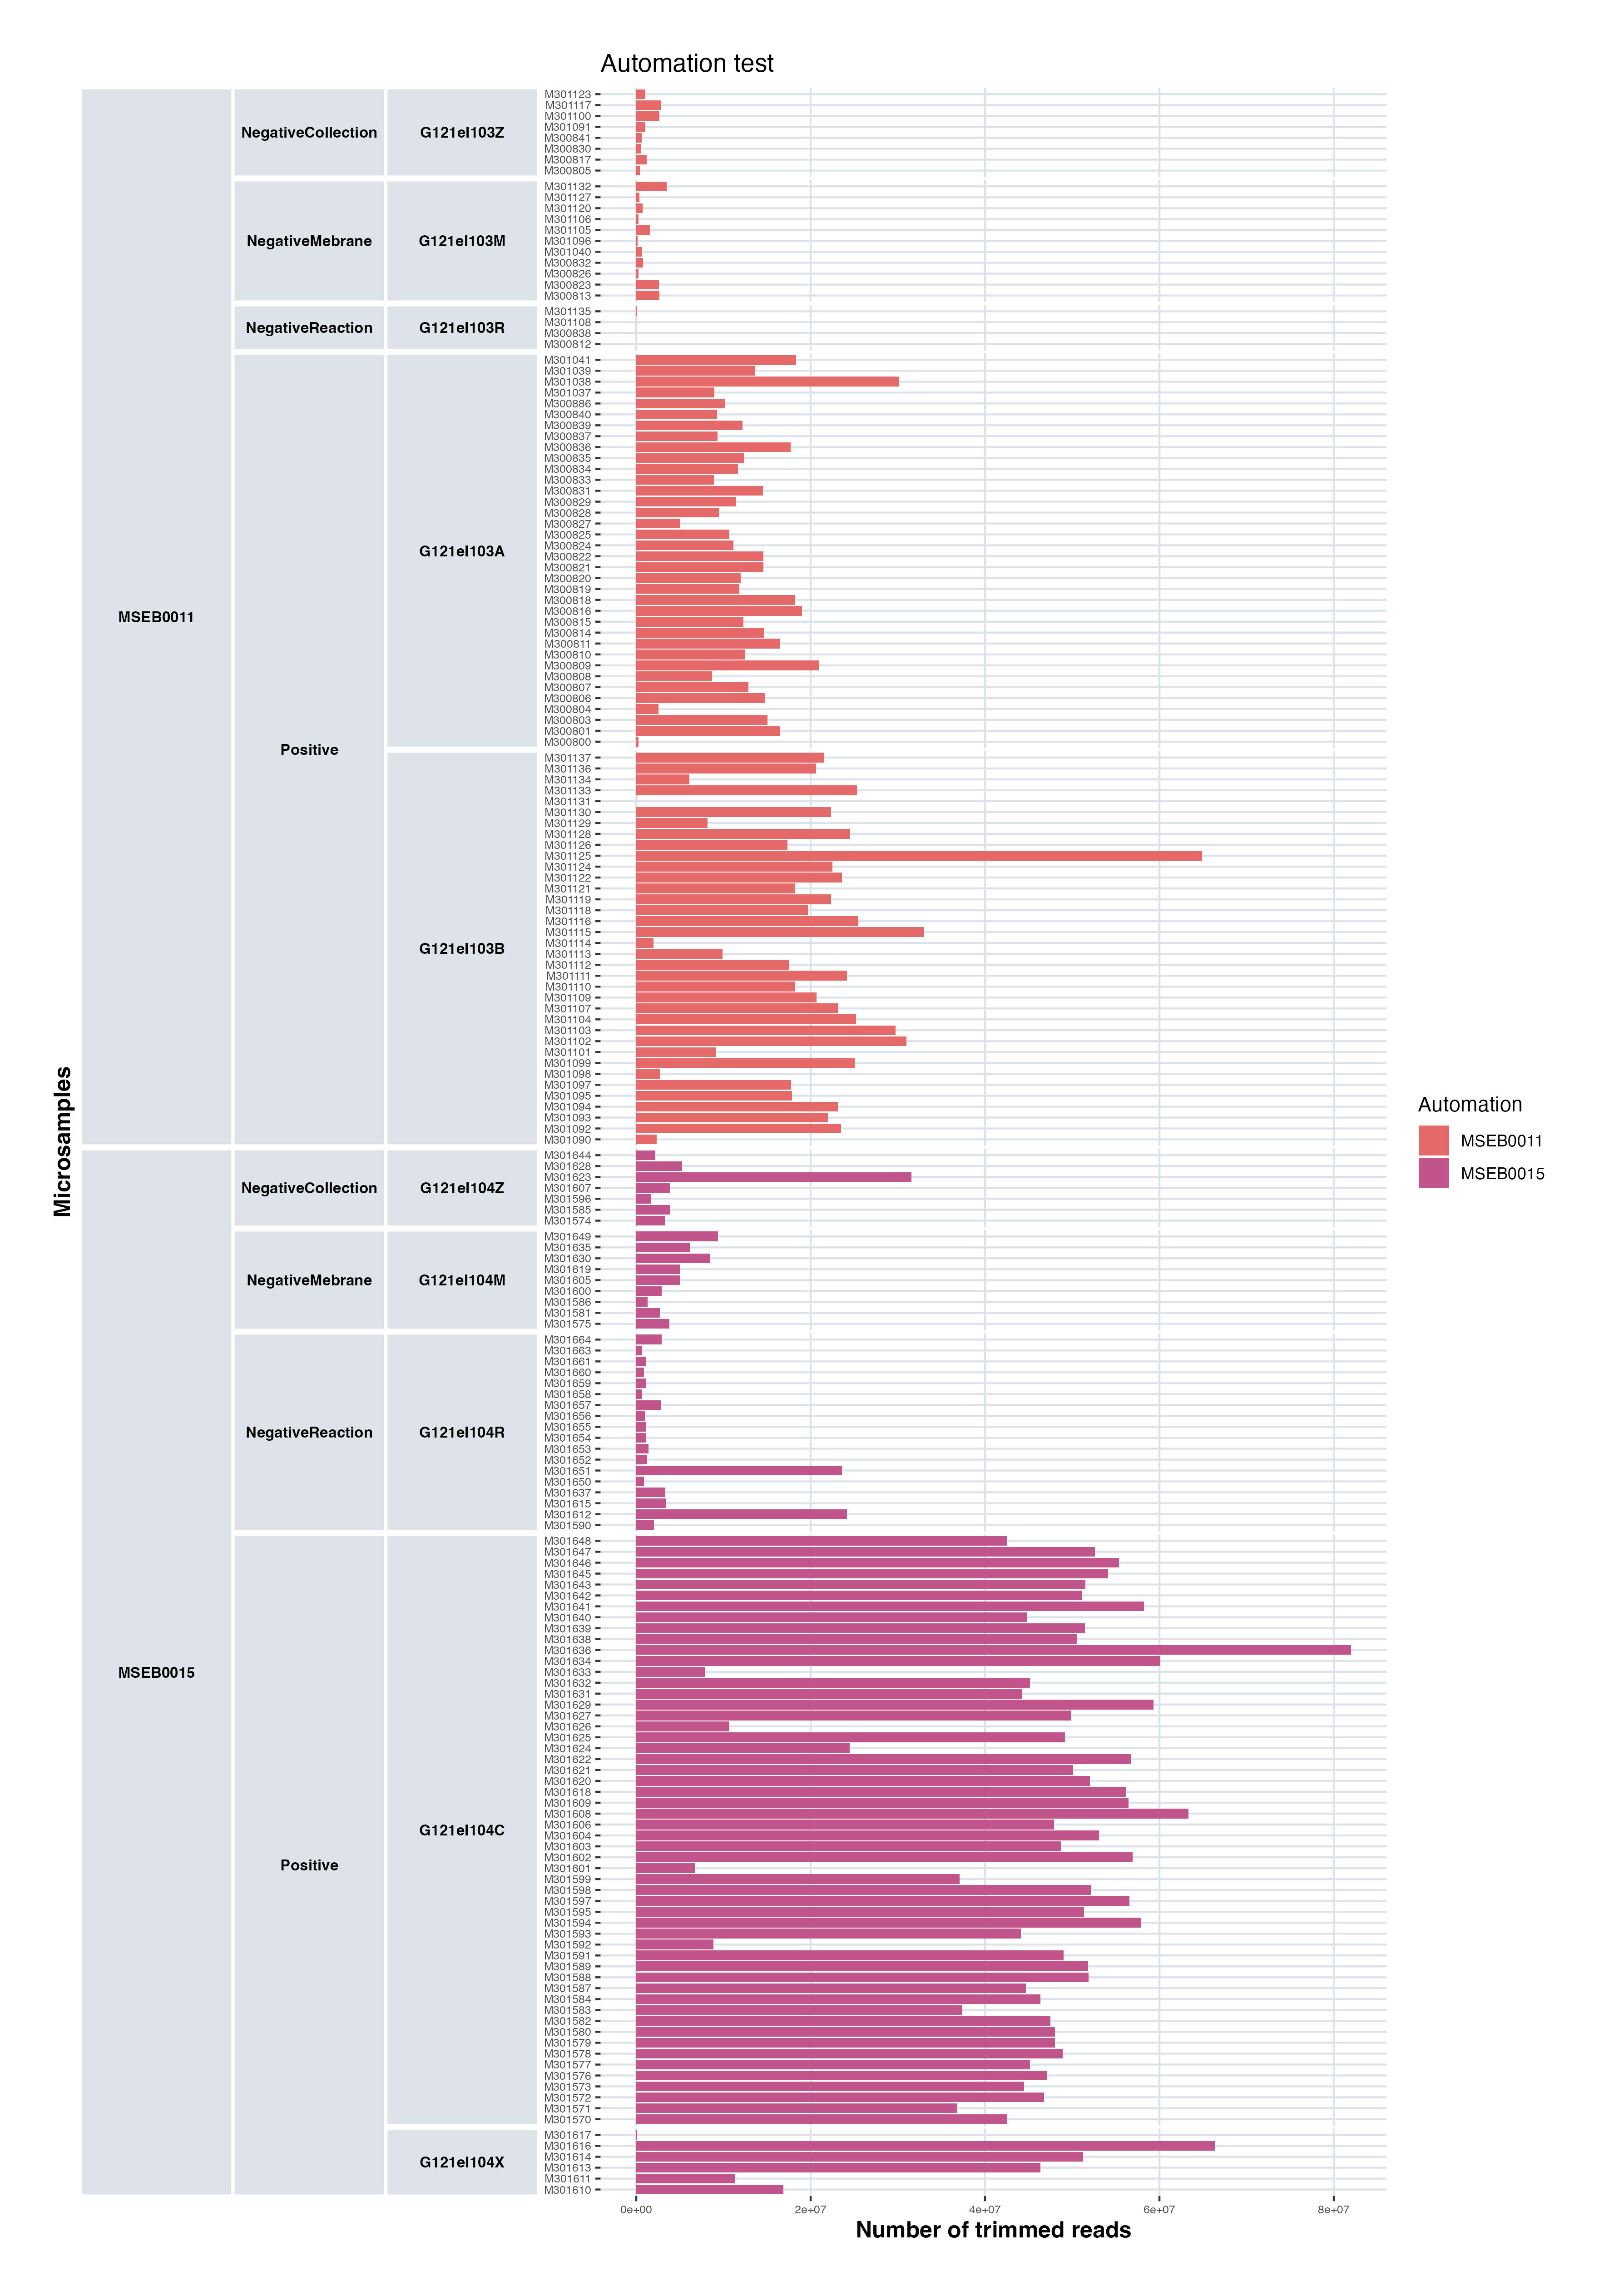 Automation test
Microsamples
MSEB0011
NegativeCollection
G121eI103Z
M301123
M301117
M301100
M301091
M300841
M300830
M300817
M300805
NegativeMebrane
G121eI103M
M301132
M301127
M301120
M301106
M301105
M301096
M301040
M300832
M300826
M300823
M300813
NegativeReaction
G121eI103R
M301135
M301108
M300838
M300812
Positive
G121eI103A
M301041
M301039
M301038
M301037
M300886
M300840
M300839
M300837
M300836
M300835
M300834
M300833
M300831
M300829
M300828
M300827
M300825
M300824
M300822
M300821
M300820
M300819
M300818
M300816
M300815
M300814
M300811
M300810
M300809
M300808
M300807
M300806
M300804
M300803
M300801
M300800
G121eI103B
M301137
M301136
M301134
M301133
M301131
M301130
M301129
M301128
M301126
M301125
M301124
M301122
M301121
M301119
M301118
M301116
M301115
M301114
M301113
M301112
M301111
M301110
M301109
M301107
M301104
M301103
M301102
M301101
M301099
M301098
M301097
M301095
M301094
M301093
M301092
M301090
MSEB0015
NegativeCollection
G121eI104Z
M301644
M301628
M301623
M301607
M301596
M301585
M301574
NegativeMebrane
G121eI104M
M301649
M301635
M301630
M301619
M301605
M301600
M301586
M301581
M301575
NegativeReaction
G121eI104R
M301664
M301663
M301661
M301660
M301659
M301658
M301657
M301656
M301655
M301654
M301653
M301652
M301651
M301650
M301637
M301615
M301612
M301590
Positive
G121eI104C
M301648
M301647
M301646
M301645
M301643
M301642
M301641
M301640
M301639
M301638
M301636
M301634
M301633
M301632
M301631
M301629
M301627
M301626
M301625
M301624
M301622
M301621
M301620
M301618
M301609
M301608
M301606
M301604
M301603
M301602
M301601
M301599
M301598
M301597
M301595
M301594
M301593
M301592
M301591
M301589
M301588
M301587
M301584
M301583
M301582
M301580
M301579
M301578
M301577
M301576
M301573
M301572
M301571
M301570
G121eI104X
M301617
M301616
M301614
M301613
M301611
M301610
0e+00 2e+07 4e+07 6e+07 8e+07
Number of trimmed reads
Automation
MSEB0011
MSEB0015